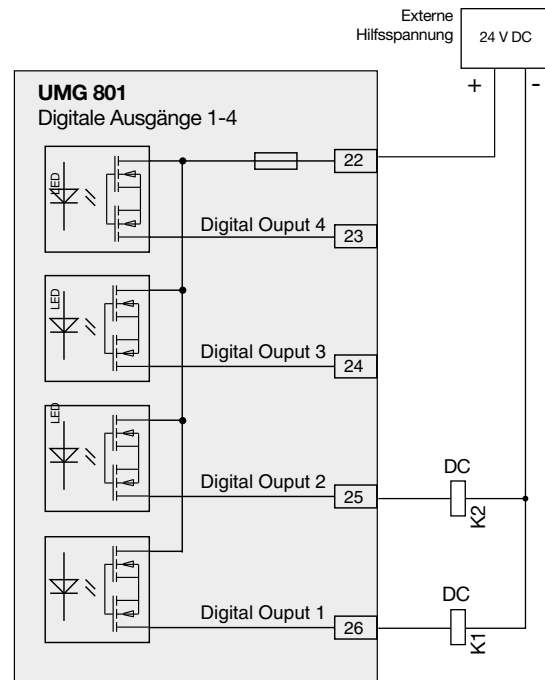 Externe
Hilfsspannung
24 V DC
+ -
UMG 801
Digitale Ausgänge 1-4
LED
22
Digital Ouput 4
23
LED
Digital Ouput 3
24
LED
Digital Ouput 2
25
DC
K2
Digital Ouput 1
26
DC
K1